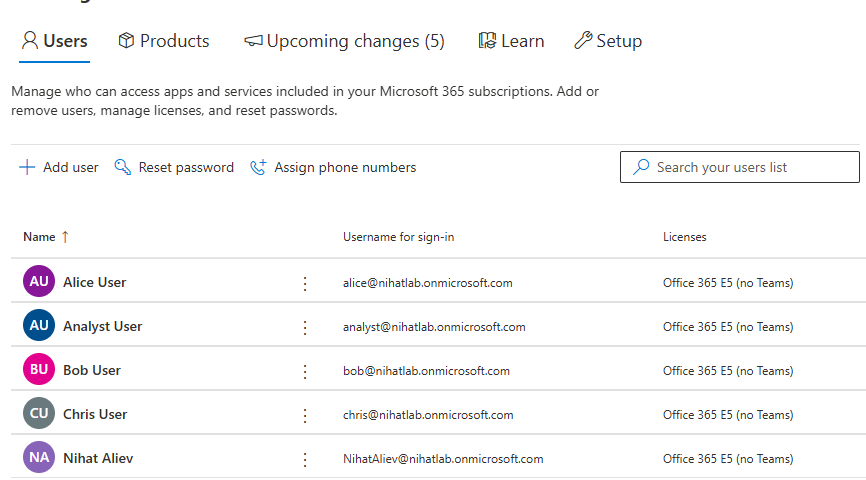 Users Products Upcoming changes (5) Learn Setup
Manage who can access apps and services included in your Microsoft 365 subscriptions. Add or
remove users, manage licenses, and reset passwords.
Add user Reset password Assign phone numbers Search your users list
Name ↑ Username for sign-in Licenses
AU Alice User alice@nihatlab.onmicrosoft.com Office 365 E5 (no Teams)
AU Analyst User analyst@nihatlab.onmicrosoft.com Office 365 E5 (no Teams)
BU Bob User bob@nihatlab.onmicrosoft.com Office 365 E5 (no Teams)
CU Chris User chris@nihatlab.onmicrosoft.com Office 365 E5 (no Teams)
NA Nihat Aliev NihatAliev@nihatlab.onmicrosoft.com Office 365 E5 (no Teams)